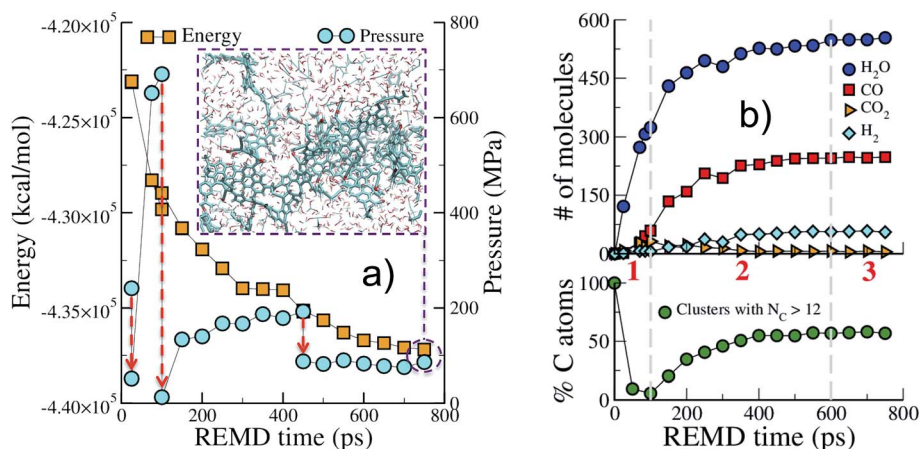 Energy
Pressure
Energy (kcal/mol)
-4.20×10⁵
-4.25×10⁵
-4.30×10⁵
-4.35×10⁵
-4.40×10⁵
a)
Pressure (MPa)
800
600
400
200
0
0
200
400
600
800
REMD time (ps)
# of molecules
600
450
300
150
0
b)
H₂O
CO
CO₂
H₂
1
2
3
% C atoms
100
50
0
Clusters with N_C > 12
0
200
400
600
800
REMD time (ps)